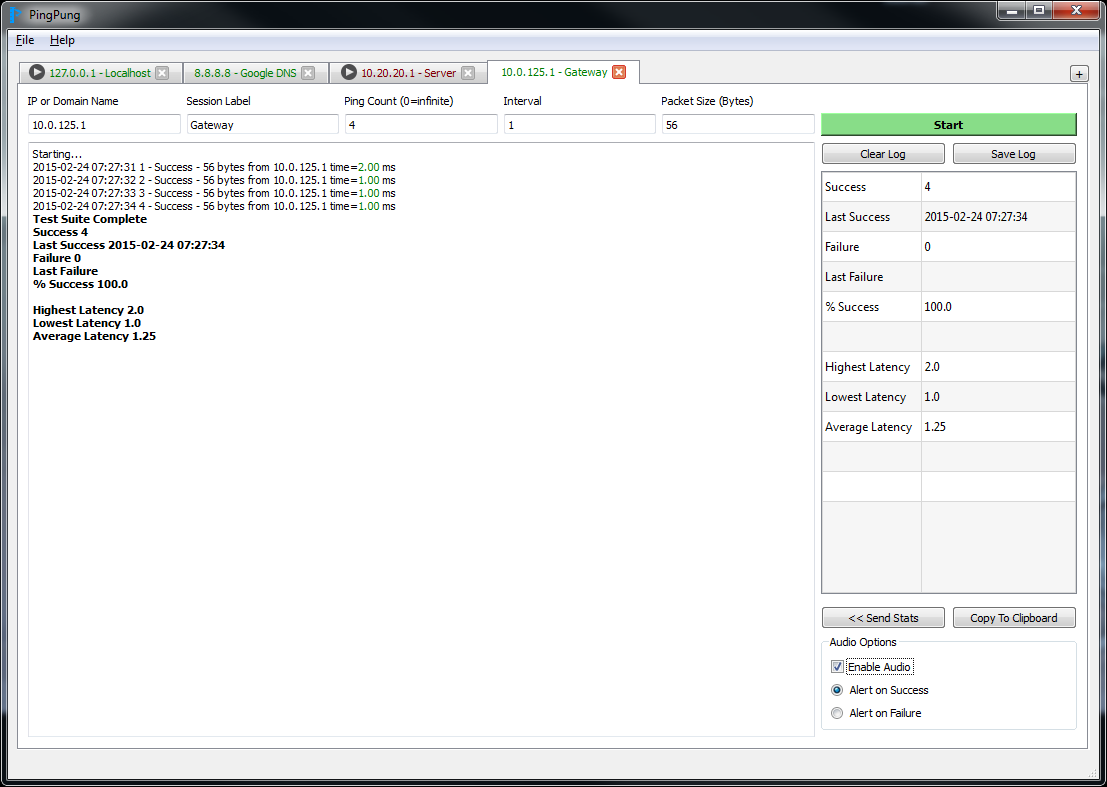 PingPung
File Help
127.0.0.1 - Localhost 8.8.8.8 - Google DNS 10.20.20.1 - Server 10.0.125.1 - Gateway +
IP or Domain Name Session Label Ping Count (0=infinite) Interval Packet Size (Bytes)
10.0.125.1 Gateway 4 1 56
Start
Clear Log Save Log
Starting...
2015-02-24 07:27:31 1 - Success - 56 bytes from 10.0.125.1 time=2.00 ms
2015-02-24 07:27:32 2 - Success - 56 bytes from 10.0.125.1 time=1.00 ms
2015-02-24 07:27:33 3 - Success - 56 bytes from 10.0.125.1 time=1.00 ms
2015-02-24 07:27:34 4 - Success - 56 bytes from 10.0.125.1 time=1.00 ms
Test Suite Complete
Success 4
Last Success 2015-02-24 07:27:34
Failure 0
Last Failure
% Success 100.0
Highest Latency 2.0
Lowest Latency 1.0
Average Latency 1.25
Success 4
Last Success 2015-02-24 07:27:34
Failure 0
Last Failure
% Success 100.0
Highest Latency 2.0
Lowest Latency 1.0
Average Latency 1.25
<< Send Stats Copy To Clipboard
Audio Options
Enable Audio
Alert on Success
Alert on Failure